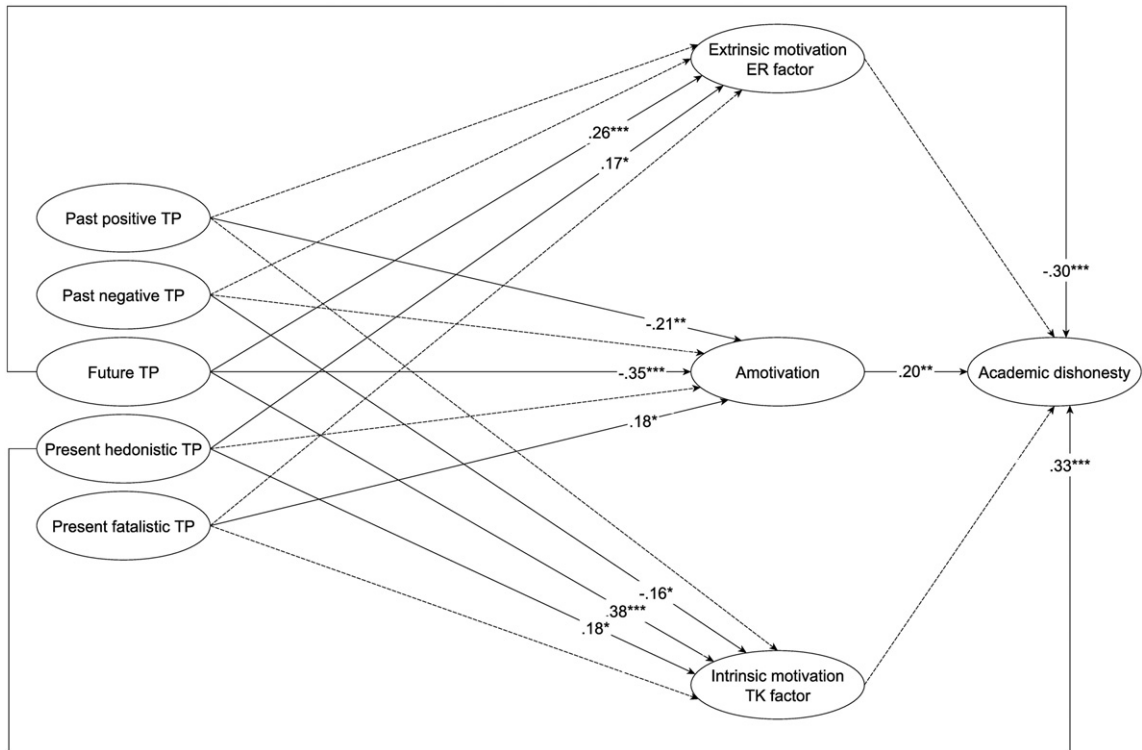 Extrinsic motivation
ER factor
.26***
.17*
Past positive TP
Past negative TP
Future TP
Present hedonistic TP
Present fatalistic TP
-.30***
-.21**
-.35***
Amotivation
.20**
Academic dishonesty
.18*
.33***
-.16*
.38***
.18*
Intrinsic motivation
TK factor